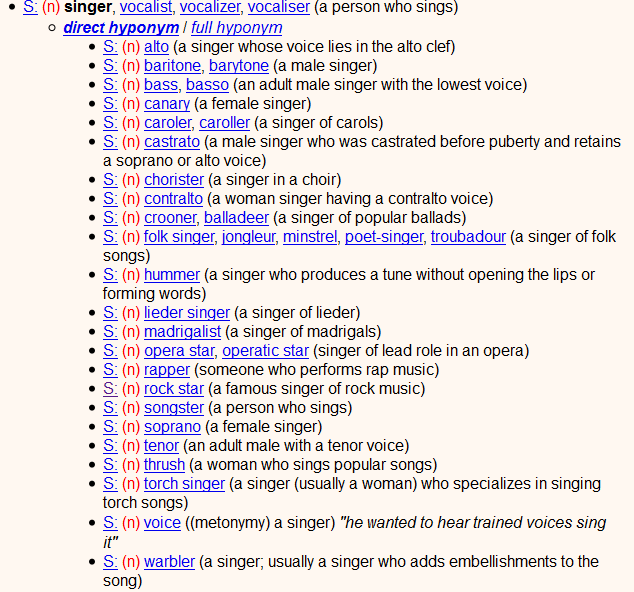 S: (n) singer, vocalist, vocalizer, vocaliser (a person who sings)
direct hyponym / full hyponym
S: (n) alto (a singer whose voice lies in the alto clef)
S: (n) baritone, barytone (a male singer)
S: (n) bass, basso (an adult male singer with the lowest voice)
S: (n) canary (a female singer)
S: (n) caroler, caroller (a singer of carols)
S: (n) castrato (a male singer who was castrated before puberty and retains
a soprano or alto voice)
S: (n) chorister (a singer in a choir)
S: (n) contralto (a woman singer having a contralto voice)
S: (n) crooner, balladeer (a singer of popular ballads)
S: (n) folk singer, jongleur, minstrel, poet-singer, troubadour (a singer of folk
songs)
S: (n) hummer (a singer who produces a tune without opening the lips or
forming words)
S: (n) lieder singer (a singer of lieder)
S: (n) madrigalist (a singer of madrigals)
S: (n) opera star, operatic star (singer of lead role in an opera)
S: (n) rapper (someone who performs rap music)
S: (n) rock star (a famous singer of rock music)
S: (n) songster (a person who sings)
S: (n) soprano (a female singer)
S: (n) tenor (an adult male with a tenor voice)
S: (n) thrush (a woman who sings popular songs)
S: (n) torch singer (a singer (usually a woman) who specializes in singing
torch songs)
S: (n) voice ((metonymy) a singer) "he wanted to hear trained voices sing
it"
S: (n) warbler (a singer; usually a singer who adds embellishments to the
song)